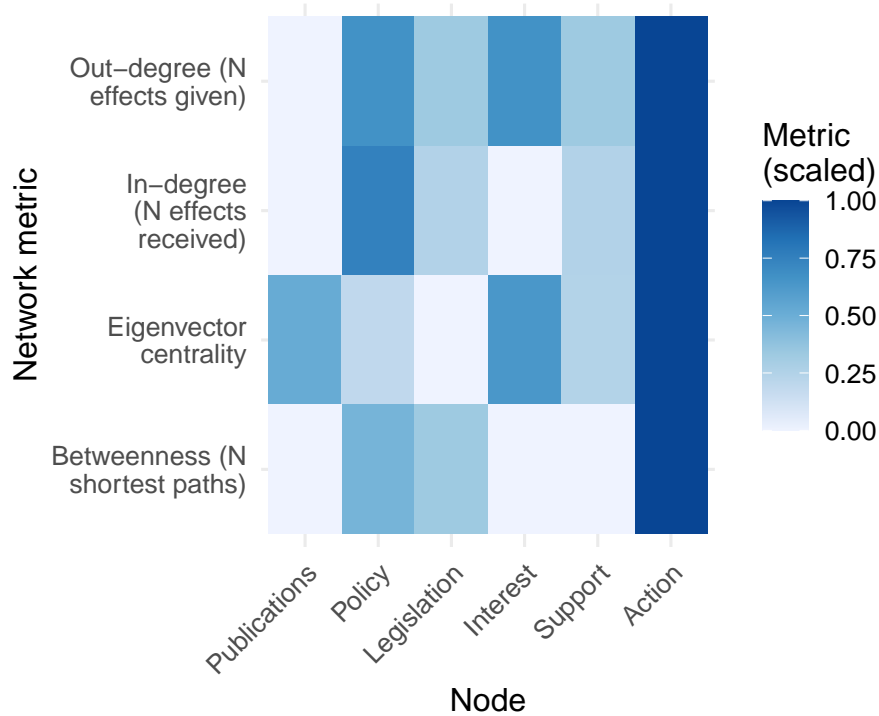 Network metric
Out−degree (N
effects given)
In−degree
(N effects
received)
Eigenvector
centrality
Betweenness (N
shortest paths)
Publications
Policy
Legislation
Interest
Support
Action
Node
Metric
(scaled)
1.00
0.75
0.50
0.25
0.00